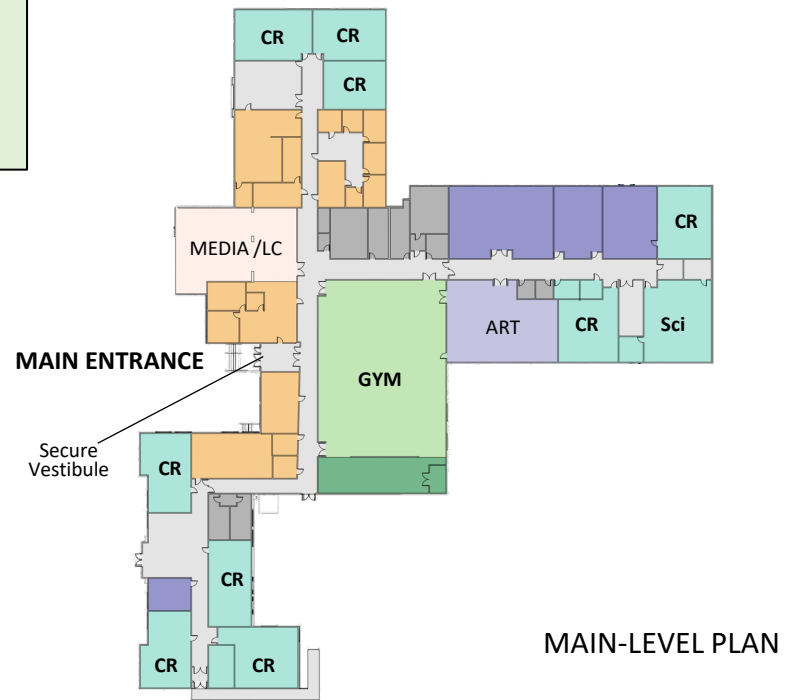 CR
CR
CR
MEDIA /LC
CR
ART
CR
Sci
MAIN ENTRANCE
GYM
Secure
Vestibule
CR
CR
CR
CR
MAIN-LEVEL PLAN